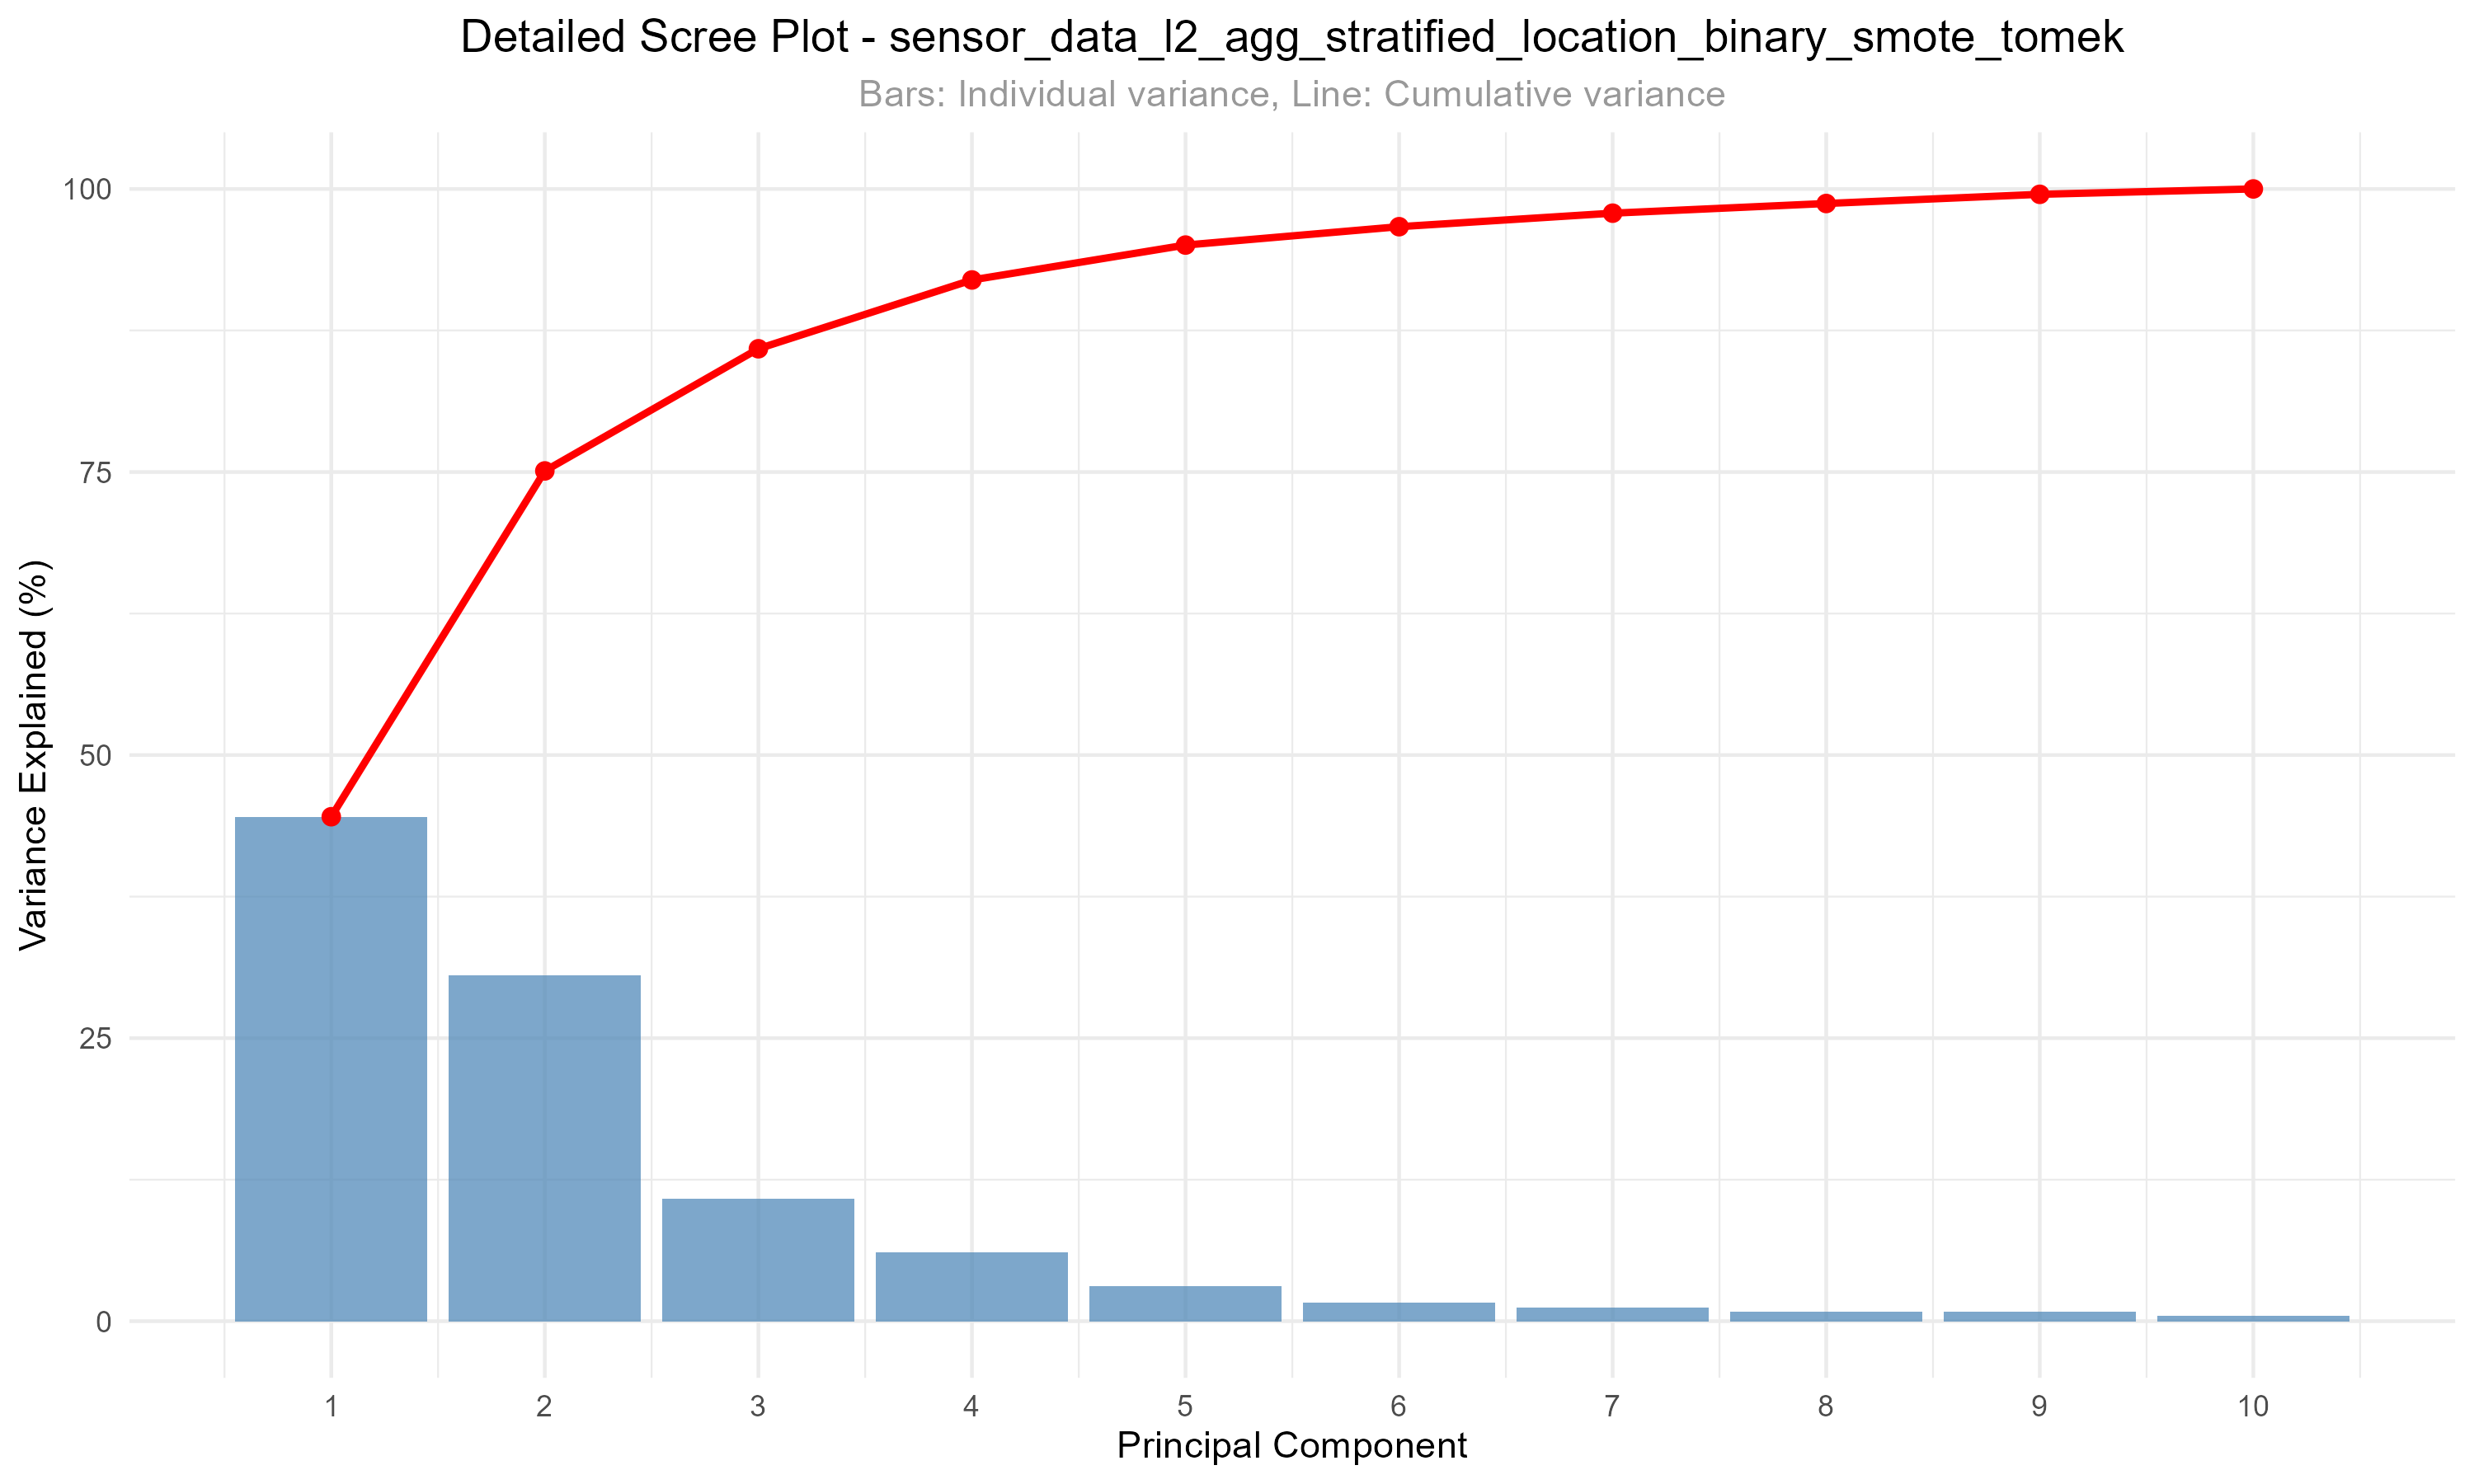 Detailed Scree Plot - sensor_data_l2_agg_stratified_location_binary_smote_tomek
Bars: Individual variance, Line: Cumulative variance
Variance Explained (%)
100
75
50
25
0
1 2 3 4 5 6 7 8 9 10
Principal Component